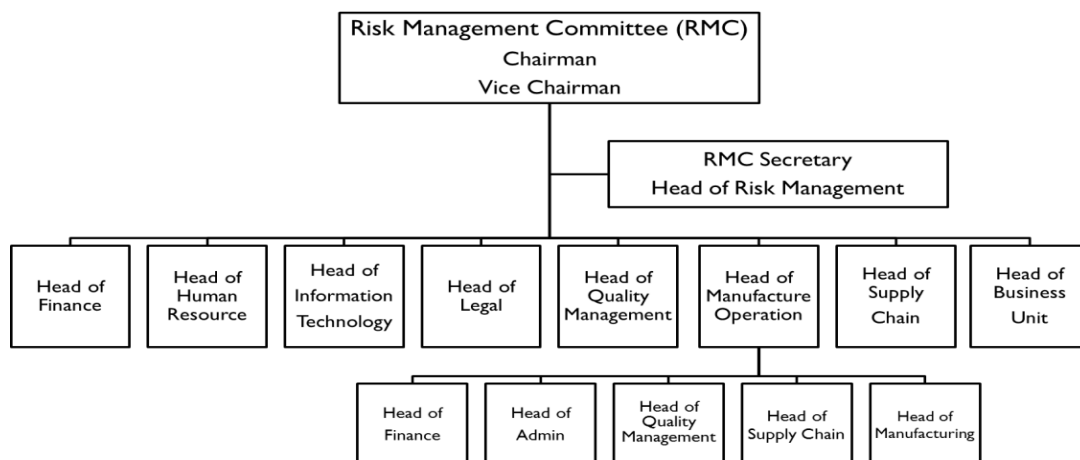 Risk Management Committee (RMC)
Chairman
Vice Chairman
RMC Secretary
Head of Risk Management
Head of
Finance
Head of
Human
Resource
Head of
Information
Technology
Head of
Legal
Head of
Quality
Management
Head of
Manufacture
Operation
Head of
Supply
Chain
Head of
Business
Unit
Head of
Finance
Head of
Admin
Head of
Quality
Management
Head of
Supply Chain
Head of
Manufacturing